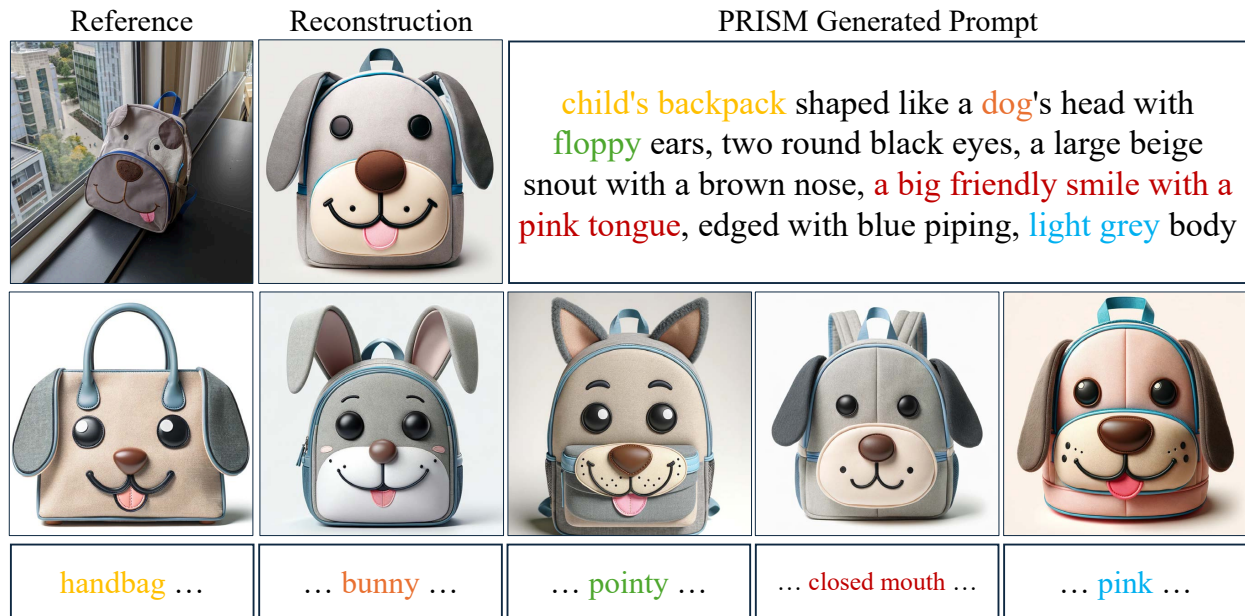 Reference
Reconstruction
PRISM Generated Prompt
child's backpack shaped like a dog's head with
floppy ears, two round black eyes, a large beige
snout with a brown nose, a big friendly smile with a
pink tongue, edged with blue piping, light grey body
handbag ...
... bunny ...
... pointy ...
... closed mouth ...
... pink ...